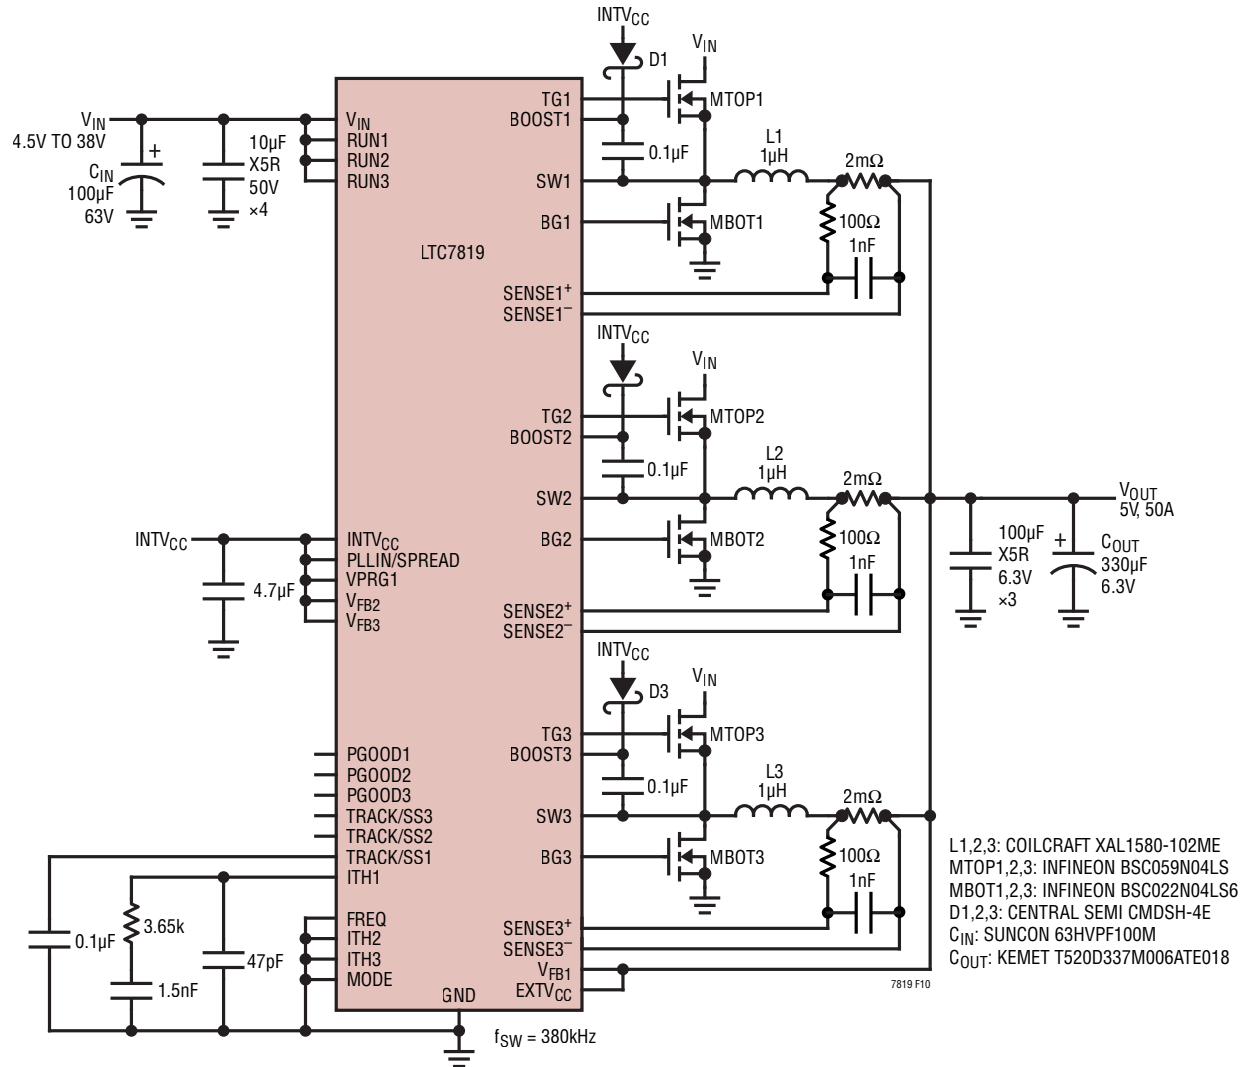 INTVCC
D1
VIN
MTOP1
TG1
BOOST1
0.1µF
L1
1µH
2mΩ
SW1
BG1
MBOT1
100Ω
1nF
SENSE1+
SENSE1–
VIN
4.5V TO 38V
CIN
100µF
63V
10µF
X5R
50V
×4
VIN
RUN1
RUN2
RUN3
LTC7819
INTVCC
VIN
TG2
MTOP2
BOOST2
0.1µF
L2
1µH
2mΩ
SW2
BG2
MBOT2
100Ω
1nF
SENSE2+
SENSE2–
VOUT
5V, 50A
100µF
X5R
6.3V
×3
COUT
330µF
6.3V
INTVCC
4.7µF
INTVCC
PLLIN/SPREAD
VPRG1
VFB2
VFB3
INTVCC
D3
VIN
TG3
MTOP3
BOOST3
0.1µF
L3
1µH
2mΩ
SW3
BG3
MBOT3
100Ω
1nF
SENSE3+
SENSE3–
VFB1
EXTVCC
PGOOD1
PGOOD2
PGOOD3
TRACK/SS3
TRACK/SS2
TRACK/SS1
ITH1
FREQ
ITH2
ITH3
MODE
GND
0.1µF
3.65k
1.5nF
47pF
fSW = 380kHz
L1,2,3: COILCRAFT XAL1580-102ME
MTOP1,2,3: INFINEON BSC059N04LS
MBOT1,2,3: INFINEON BSC022N04LS6
D1,2,3: CENTRAL SEMI CMDSH-4E
CIN: SUNCON 63HVPF100M
COUT: KEMET T520D337M006ATE018
7819 F10